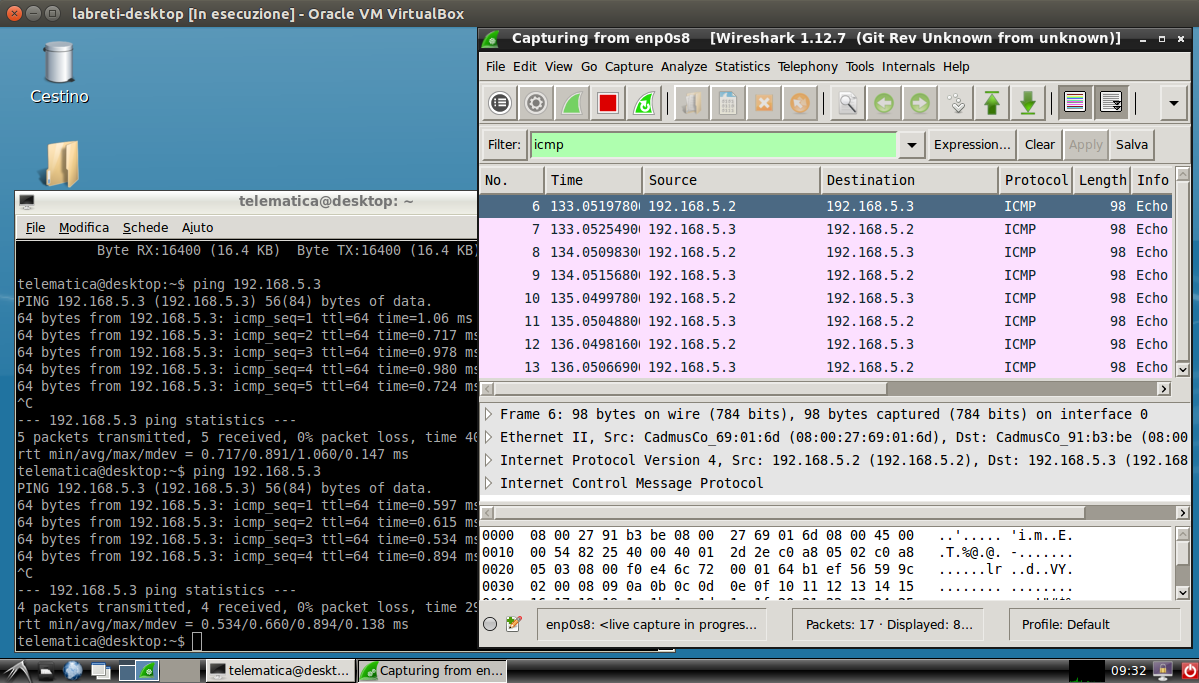 labreti-desktop [In esecuzione] - Oracle VM VirtualBox
Cestino
telematica@desktop: ~
File Modifica Schede Aiuto
Byte RX:16400 (16.4 KB) Byte TX:16400 (16.4 KB)
telematica@desktop:~$ ping 192.168.5.3
PING 192.168.5.3 (192.168.5.3) 56(84) bytes of data.
64 bytes from 192.168.5.3: icmp_seq=1 ttl=64 time=1.06 ms
64 bytes from 192.168.5.3: icmp_seq=2 ttl=64 time=0.717 ms
64 bytes from 192.168.5.3: icmp_seq=3 ttl=64 time=0.978 ms
64 bytes from 192.168.5.3: icmp_seq=4 ttl=64 time=0.980 ms
64 bytes from 192.168.5.3: icmp_seq=5 ttl=64 time=0.724 ms
^C
--- 192.168.5.3 ping statistics ---
5 packets transmitted, 5 received, 0% packet loss, time 40
rtt min/avg/max/mdev = 0.717/0.891/1.060/0.147 ms
telematica@desktop:~$ ping 192.168.5.3
PING 192.168.5.3 (192.168.5.3) 56(84) bytes of data.
64 bytes from 192.168.5.3: icmp_seq=1 ttl=64 time=0.597 ms
64 bytes from 192.168.5.3: icmp_seq=2 ttl=64 time=0.615 ms
64 bytes from 192.168.5.3: icmp_seq=3 ttl=64 time=0.534 ms
64 bytes from 192.168.5.3: icmp_seq=4 ttl=64 time=0.894 ms
^C
--- 192.168.5.3 ping statistics ---
4 packets transmitted, 4 received, 0% packet loss, time 29
rtt min/avg/max/mdev = 0.534/0.660/0.894/0.138 ms
telematica@desktop:~$
Capturing from enp0s8 [Wireshark 1.12.7 (Git Rev Unknown from unknown)]
File Edit View Go Capture Analyze Statistics Telephony Tools Internals Help
Filter: icmp Expression... Clear Apply Salva
No. Time Source Destination Protocol Length Info
6 133.05197800 192.168.5.2 192.168.5.3 ICMP 98 Echo
7 133.05254900 192.168.5.3 192.168.5.2 ICMP 98 Echo
8 134.05098300 192.168.5.2 192.168.5.3 ICMP 98 Echo
9 134.05156800 192.168.5.3 192.168.5.2 ICMP 98 Echo
10 135.04997800 192.168.5.2 192.168.5.3 ICMP 98 Echo
11 135.05048800 192.168.5.3 192.168.5.2 ICMP 98 Echo
12 136.04981600 192.168.5.2 192.168.5.3 ICMP 98 Echo
13 136.05066900 192.168.5.3 192.168.5.2 ICMP 98 Echo
Frame 6: 98 bytes on wire (784 bits), 98 bytes captured (784 bits) on interface 0
Ethernet II, Src: CadmusCo_69:01:6d (08:00:27:69:01:6d), Dst: CadmusCo_91:b3:be (08:00
Internet Protocol Version 4, Src: 192.168.5.2 (192.168.5.2), Dst: 192.168.5.3 (192.168
Internet Control Message Protocol
0000 08 00 27 91 b3 be 08 00 27 69 01 6d 08 00 45 00 ..'..... 'i.m..E.
0010 00 54 82 25 40 00 40 01 2d 2e c0 a8 05 02 c0 a8 .T.%@.@. -.......
0020 05 03 08 00 f0 e4 6c 72 00 01 64 b1 ef 56 59 9c ......lr ..d..VY.
0030 02 00 08 09 0a 0b 0c 0d 0e 0f 10 11 12 13 14 15 ........ ........
enp0s8: <live capture in progres... Packets: 17 · Displayed: 8... Profile: Default
telematica@deskt... Capturing from en... 09:32